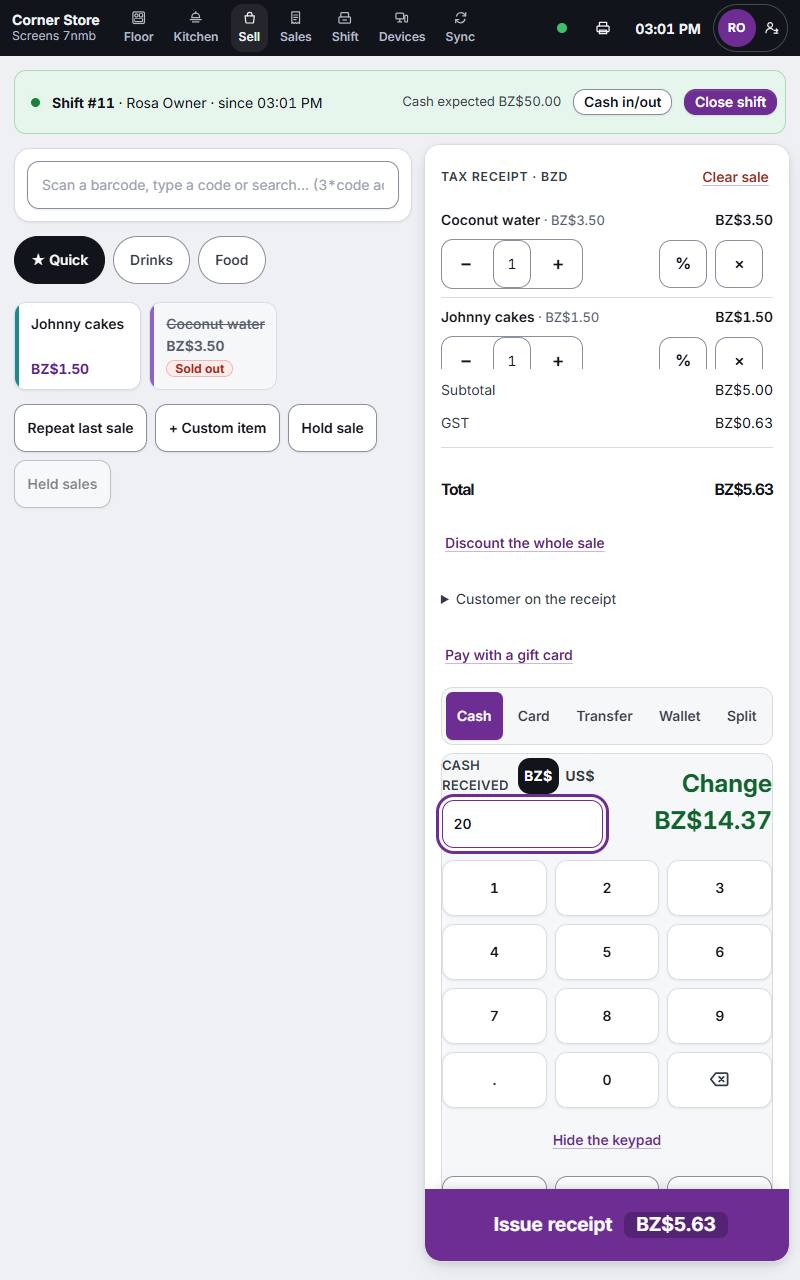 Corner Store
Screens 7nmb
Floor
Kitchen
Sell
Sales
Shift
Devices
Sync
03:01 PM
RO
Shift #11 · Rosa Owner · since 03:01 PM
Cash expected BZ$50.00
Cash in/out
Close shift
Scan a barcode, type a code or search... (3*code
★ Quick
Drinks
Food
Johnny cakes
BZ$1.50
Coconut water
BZ$3.50
Sold out
Repeat last sale
+ Custom item
Hold sale
Held sales
TAX RECEIPT · BZD
Clear sale
Coconut water · BZ$3.50
BZ$3.50
− 1 + % ×
Johnny cakes · BZ$1.50
BZ$1.50
− 1 + % ×
Subtotal
BZ$5.00
GST
BZ$0.63
Total
BZ$5.63
Discount the whole sale
▶ Customer on the receipt
Pay with a gift card
Cash
Card
Transfer
Wallet
Split
CASH
RECEIVED
BZ$
US$
20
Change
BZ$14.37
1 2 3
4 5 6
7 8 9
. 0
Hide the keypad
Issue receipt BZ$5.63